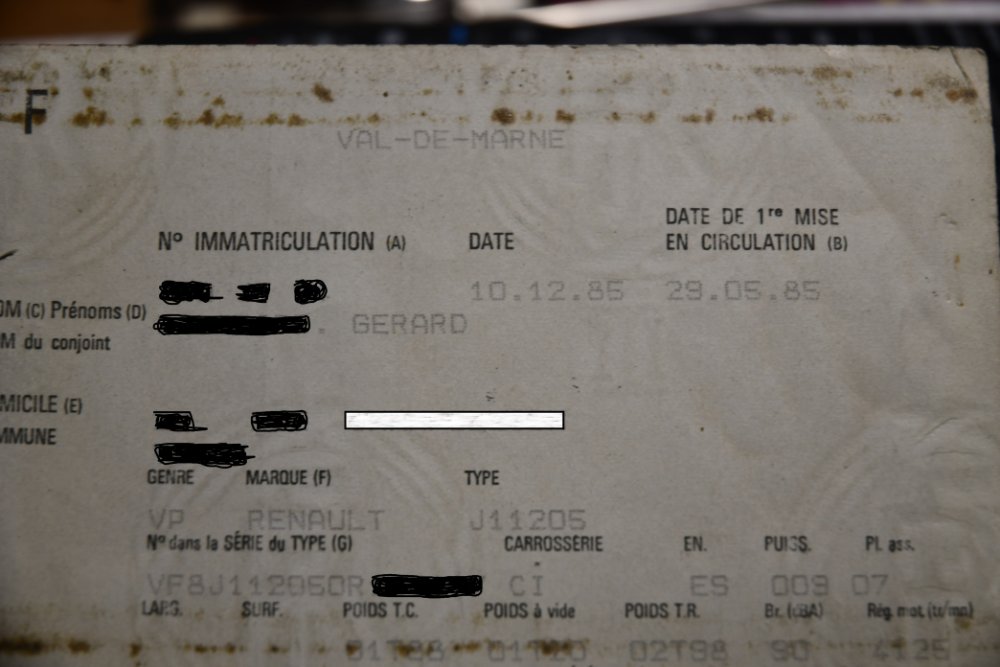 F
VAL-DE-MARNE
DATE DE 1re MISE
Nº IMMATRICULATION (A) DATE EN CIRCULATION (B)
10.12.85 29.05.85
OM (C) Prénoms (D) . GERARD
M du conjoint
MICILE (E)
MMUNE
GENRE MARQUE (F) TYPE
VP RENAULT J11205
Nº dans la SÉRIE du TYPE (G) CARROSSERIE EN. PUISS. Pl. ass.
VF8J112050R CI ES 009 07
LARG. SURF. POIDS T.C. POIDS à vide POIDS T.R. Br. (dBA) Rég. mot (ts/mn)
02T98